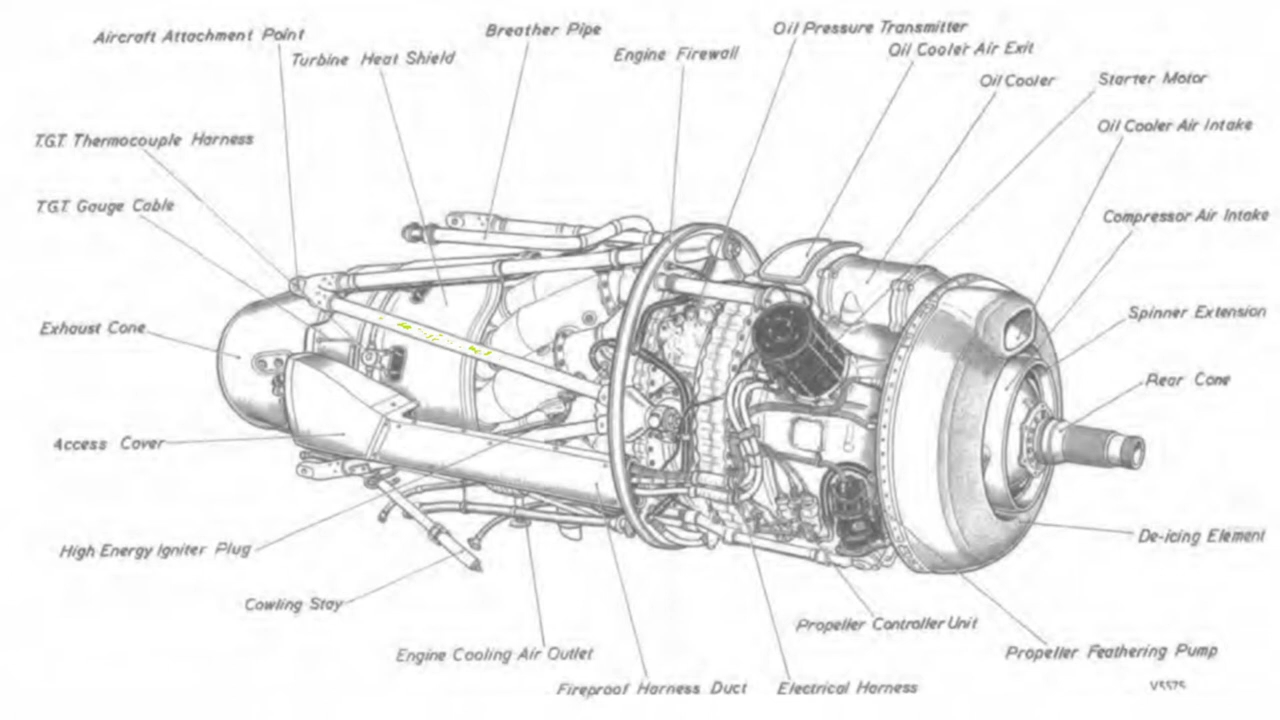 Aircraft Attachment Point
Breather Pipe
Oil Pressure Transmitter
Turbine Heat Shield
Engine Firewall
Oil Cooler Air Exit
Oil Cooler
Starter Motor
T.G.T. Thermocouple Harness
Oil Cooler Air Intake
T.G.T. Gauge Cable
Compressor Air Intake
Exhaust Cone
Spinner Extension
Rear Cone
Access Cover
High Energy Igniter Plug
De-icing Element
Cowling Stay
Propeller Controller Unit
Engine Cooling Air Outlet
Propeller Feathering Pump
Fireproof Harness Duct
Electrical Harness